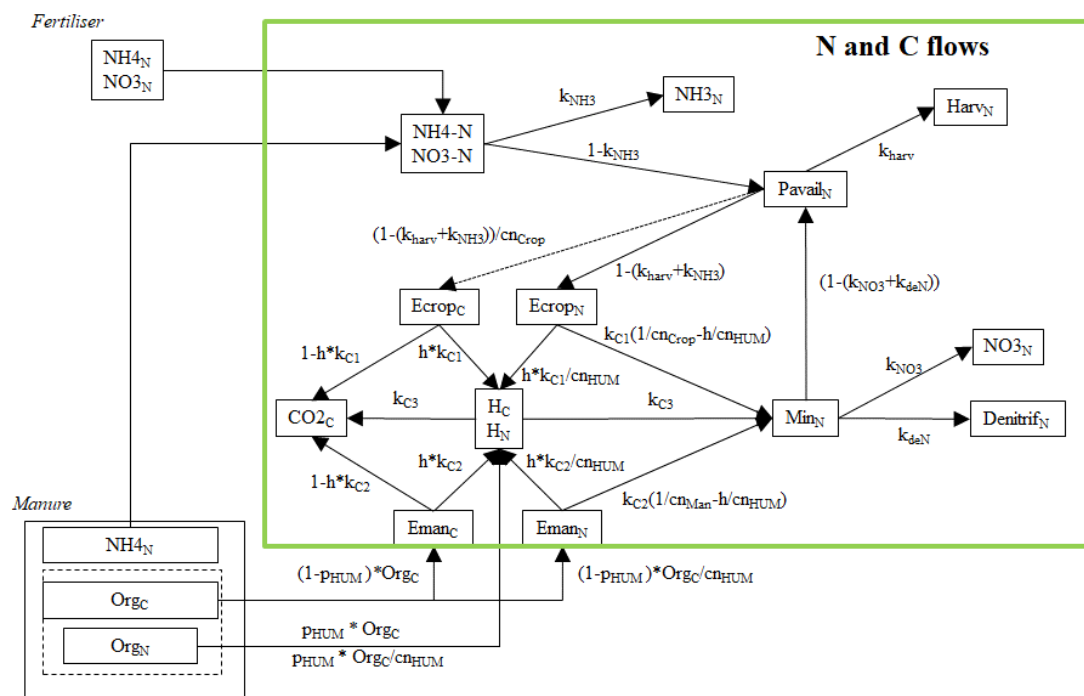 Fertiliser
NH4N
NO3N
N and C flows
kNH3
NH3N
HarvN
NH4-N
NO3-N
1-kNH3
kharv
PavailN
(1-(kharv+kNH3))/cnCrop
1-(kharv+kNH3)
(1-(kNO3+kdeN))
EcropC
EcropN
kC1(1/cnCrop-h/cnHUM)
NO3N
1-h*kC1
h*kC1
h*kC1/cnHUM
kNO3
kC3
kC3
CO2C
HC
HN
MinN
DenitrifN
kdeN
h*kC2
h*kC2/cnHUM
1-h*kC2
kC2(1/cnMan-h/cnHUM)
Manure
EmanC
EmanN
NH4N
(1-pHUM)*OrgC
(1-pHUM)*OrgC/cnHUM
OrgC
pHUM * OrgC
OrgN
pHUM * OrgC/cnHUM